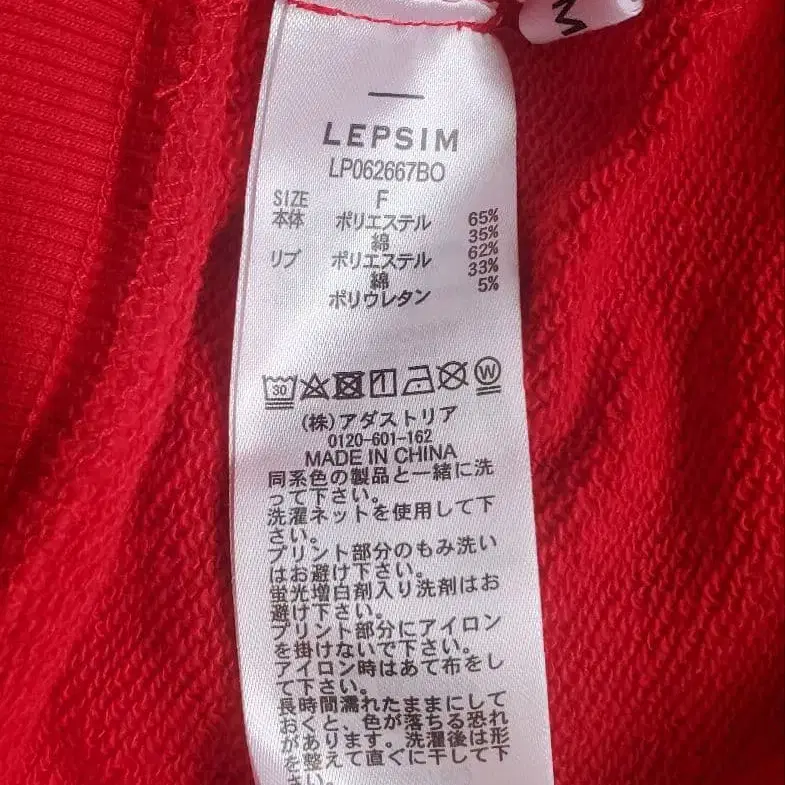 M
LEPSIM
LP062667BO
SIZE F
本体 ポリエステル 65%
綿 35%
リブ ポリエステル 62%
綿 33%
ポリウレタン 5%
30 W
(株)アダストリア
0120-601-162
MADE IN CHINA
同系色の製品と一緒に洗
って下さい。
洗濯ネットを使用して下
さい。
プリント部分のもみ洗い
はお避け下さい。
蛍光増白剤入り洗剤はお
避け下さい。
プリント部分にアイロン
を掛けないで下さい。
アイロン時はあて布をし
て下さい。
長時間濡れたままにして
おくと、色が落ちる恐れ
があります。洗濯後は形
を整えて直ぐに干して下
さい。